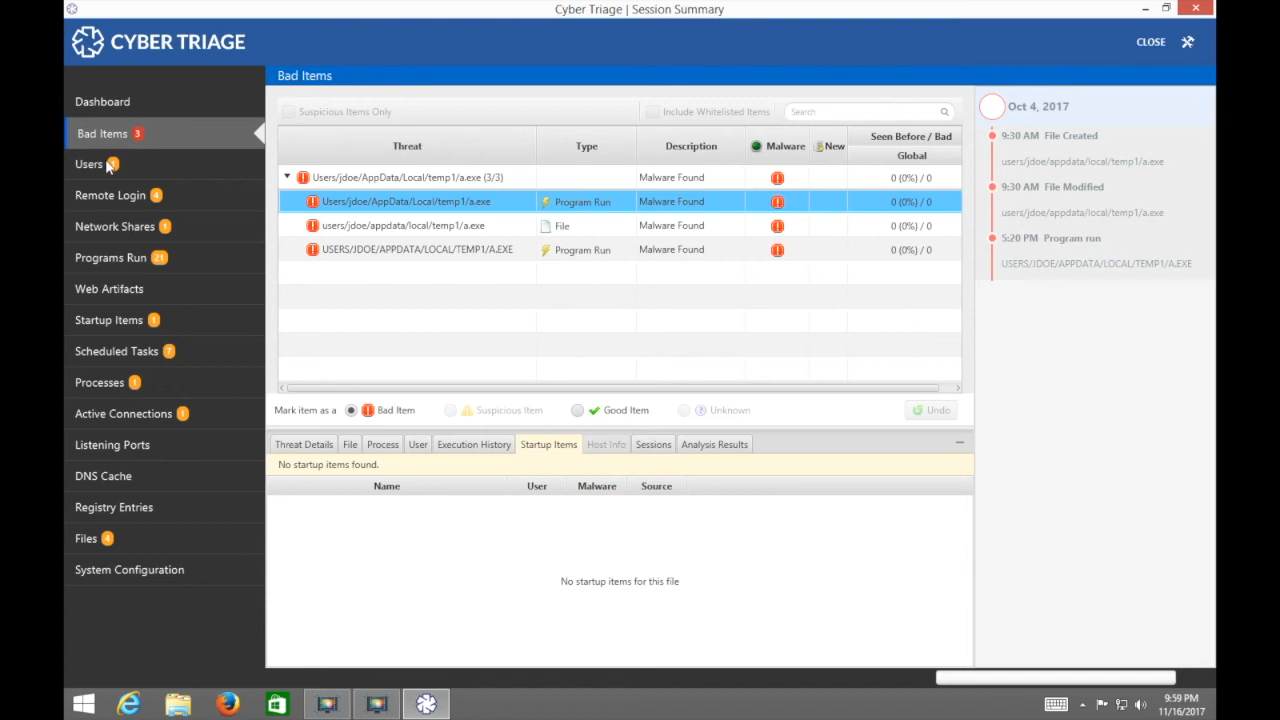 Cyber Triage | Session Summary
CYBER TRIAGE
CLOSE
Dashboard
Bad Items 3
Users
Remote Login 4
Network Shares 1
Programs Run 21
Web Artifacts
Startup Items 1
Scheduled Tasks 7
Processes 1
Active Connections 1
Listening Ports
DNS Cache
Registry Entries
Files 4
System Configuration
Bad Items
Suspicious Items Only
Include Whitelisted Items
Search
Threat Type Description Malware New Seen Before / Bad
Global
Users/jdoe/AppData/Local/temp1/a.exe (3/3) Malware Found 0 (0%) / 0
Users/jdoe/AppData/Local/temp1/a.exe Program Run Malware Found 0 (0%) / 0
users/jdoe/appdata/local/temp1/a.exe File Malware Found 0 (0%) / 0
USERS/JDOE/APPDATA/LOCAL/TEMP1/A.EXE Program Run Malware Found 0 (0%) / 0
Mark item as a Bad Item Suspicious Item Good Item Unknown Undo
Threat Details File Process User Execution History Startup Items Host Info Sessions Analysis Results
No startup items found.
Name User Malware Source
No startup items for this file
Oct 4, 2017
9:30 AM File Created
users/jdoe/appdata/local/temp1/a.exe
9:30 AM File Modified
users/jdoe/appdata/local/temp1/a.exe
5:20 PM Program run
USERS/JDOE/APPDATA/LOCAL/TEMP1/A.EXE
9:59 PM
11/16/2017